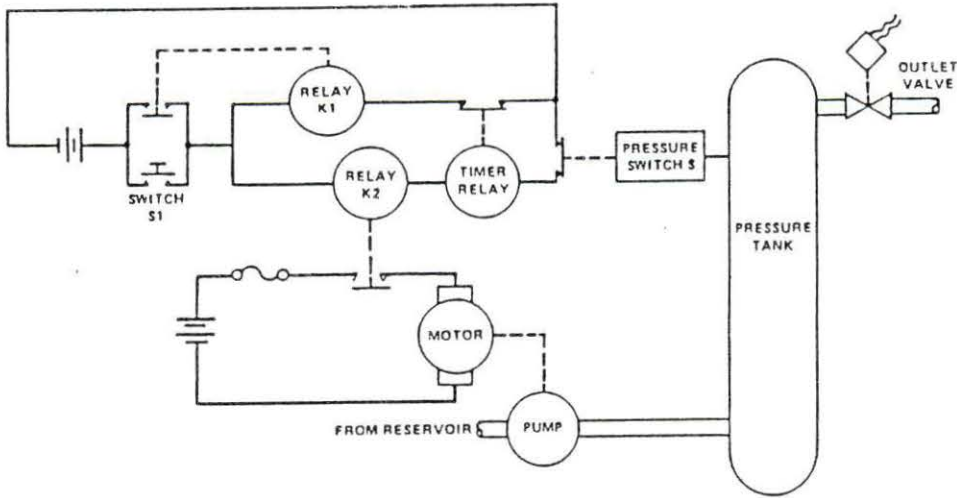 RELAY
K1
OUTLET
VALVE
SWITCH
S1
RELAY
K2
TIMER
RELAY
PRESSURE
SWITCH S
PRESSURE
TANK
MOTOR
FROM RESERVOIR
PUMP